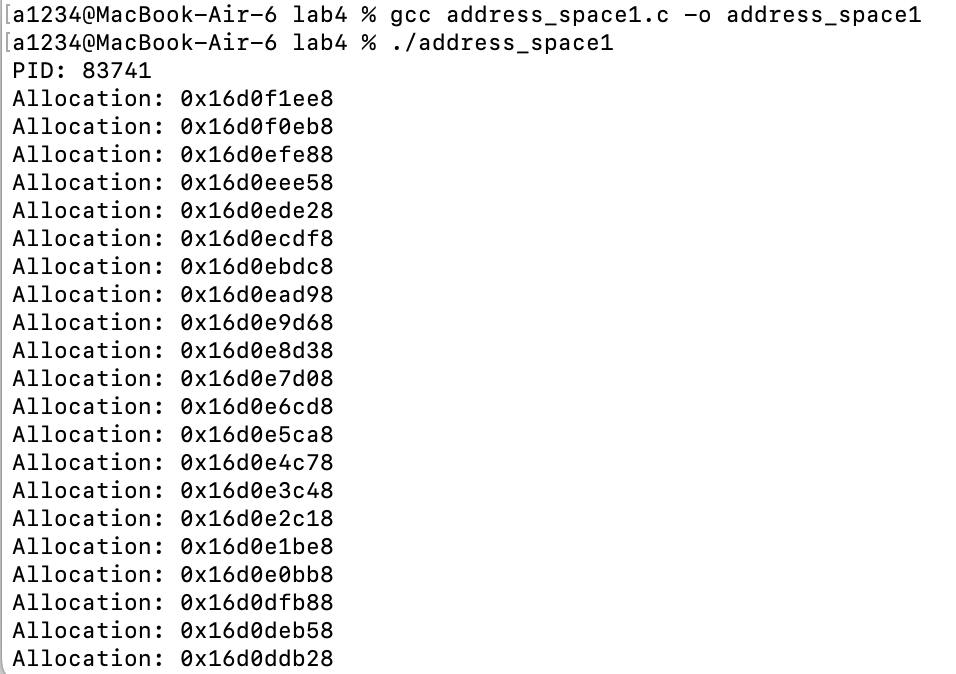 [a1234@MacBook-Air-6 lab4 % gcc address_space1.c -o address_space1
[a1234@MacBook-Air-6 lab4 % ./address_space1
PID: 83741
Allocation: 0x16d0f1ee8
Allocation: 0x16d0f0eb8
Allocation: 0x16d0efe88
Allocation: 0x16d0eee58
Allocation: 0x16d0ede28
Allocation: 0x16d0ecdf8
Allocation: 0x16d0ebdc8
Allocation: 0x16d0ead98
Allocation: 0x16d0e9d68
Allocation: 0x16d0e8d38
Allocation: 0x16d0e7d08
Allocation: 0x16d0e6cd8
Allocation: 0x16d0e5ca8
Allocation: 0x16d0e4c78
Allocation: 0x16d0e3c48
Allocation: 0x16d0e2c18
Allocation: 0x16d0e1be8
Allocation: 0x16d0e0bb8
Allocation: 0x16d0dfb88
Allocation: 0x16d0deb58
Allocation: 0x16d0ddb28